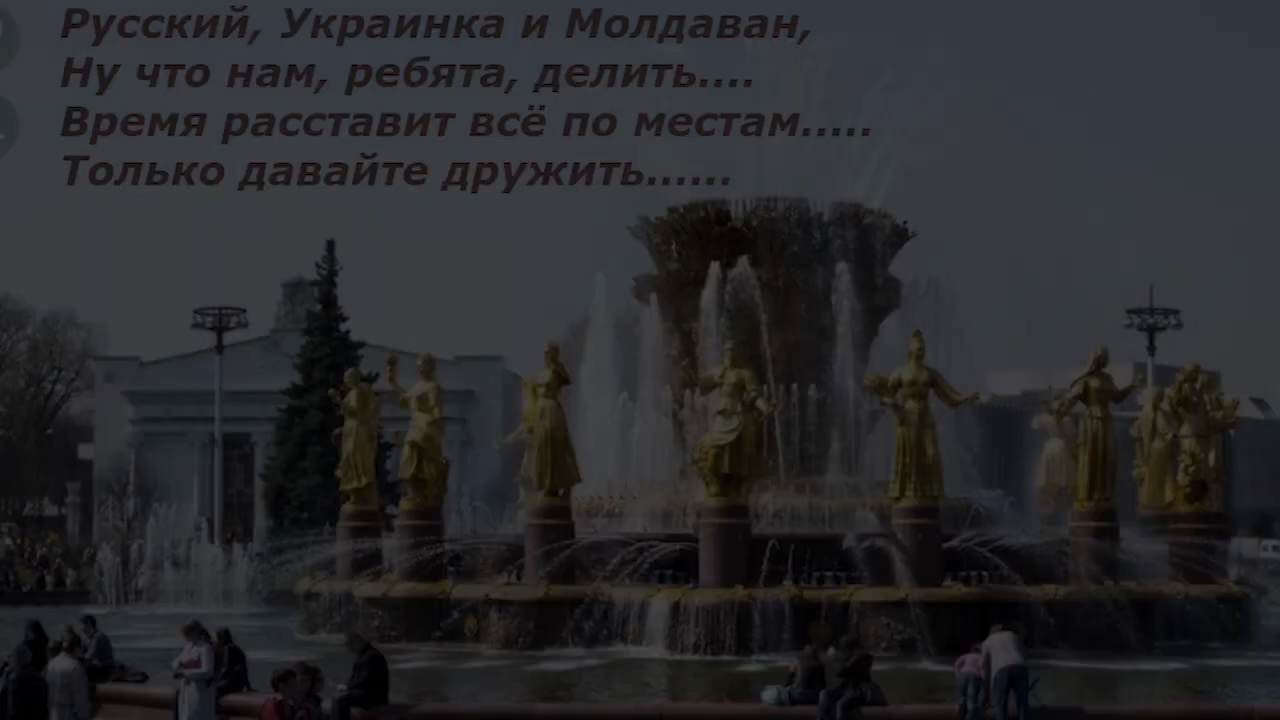 Русский, Украинка и Молдаван,
Ну что нам, ребята, делить....
Время расставит всё по местам.....
Только давайте дружить......